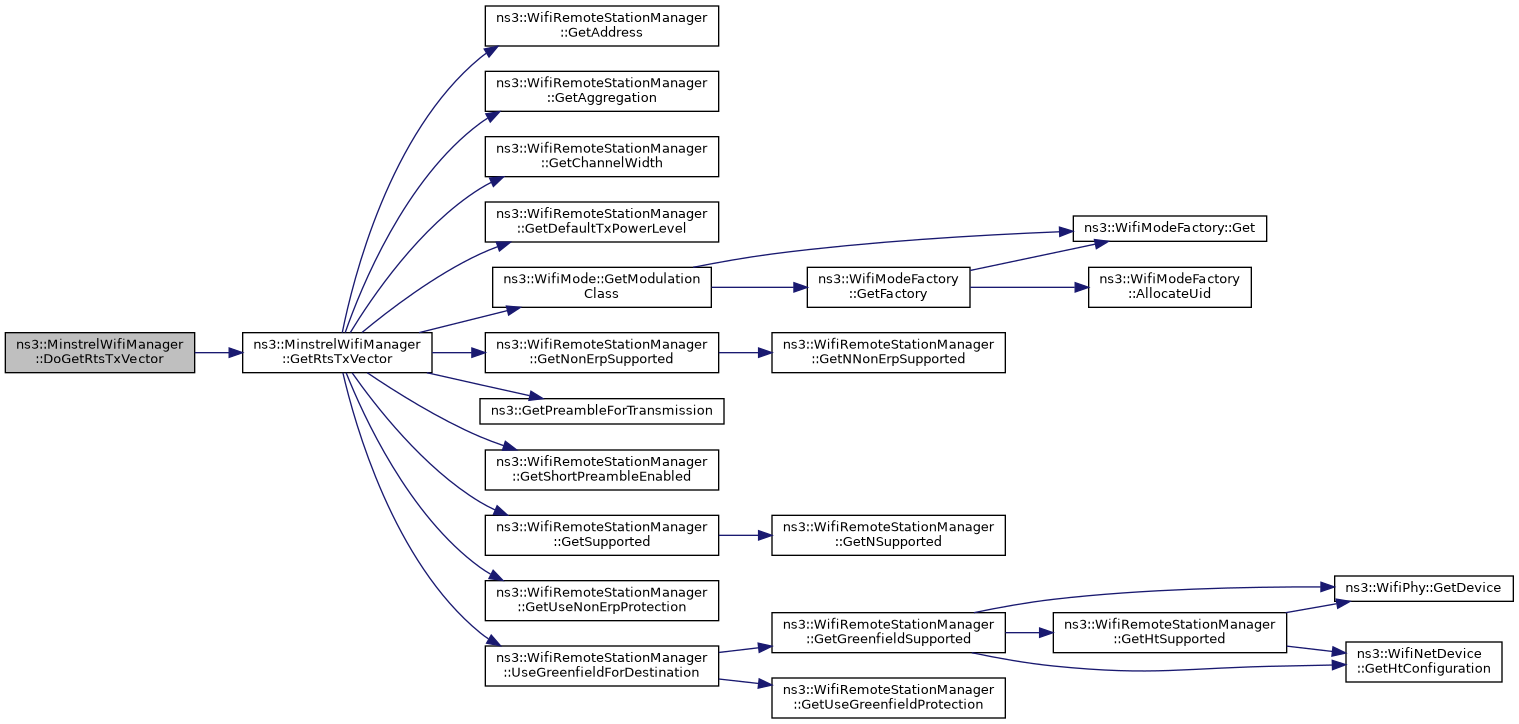 ns3::MinstrelWifiManager
::DoGetRtsTxVector
ns3::MinstrelWifiManager
::GetRtsTxVector
ns3::WifiRemoteStationManager
::GetAddress
ns3::WifiRemoteStationManager
::GetAggregation
ns3::WifiRemoteStationManager
::GetChannelWidth
ns3::WifiRemoteStationManager
::GetDefaultTxPowerLevel
ns3::WifiMode::GetModulation
Class
ns3::WifiModeFactory::Get
ns3::WifiModeFactory
::GetFactory
ns3::WifiModeFactory
::AllocateUid
ns3::WifiRemoteStationManager
::GetNonErpSupported
ns3::WifiRemoteStationManager
::GetNNonErpSupported
ns3::GetPreambleForTransmission
ns3::WifiRemoteStationManager
::GetShortPreambleEnabled
ns3::WifiRemoteStationManager
::GetSupported
ns3::WifiRemoteStationManager
::GetNSupported
ns3::WifiRemoteStationManager
::GetUseNonErpProtection
ns3::WifiRemoteStationManager
::UseGreenfieldForDestination
ns3::WifiRemoteStationManager
::GetGreenfieldSupported
ns3::WifiRemoteStationManager
::GetHtSupported
ns3::WifiPhy::GetDevice
ns3::WifiNetDevice
::GetHtConfiguration
ns3::WifiRemoteStationManager
::GetUseGreenfieldProtection